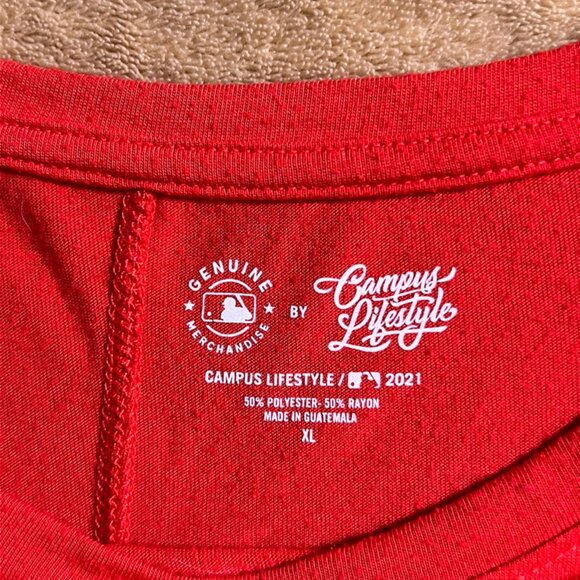 GENUINE
MERCHANDISE
BY
Campus
Lifestyle
CAMPUS LIFESTYLE / 2021
50% POLYESTER- 50% RAYON
MADE IN GUATEMALA
XL